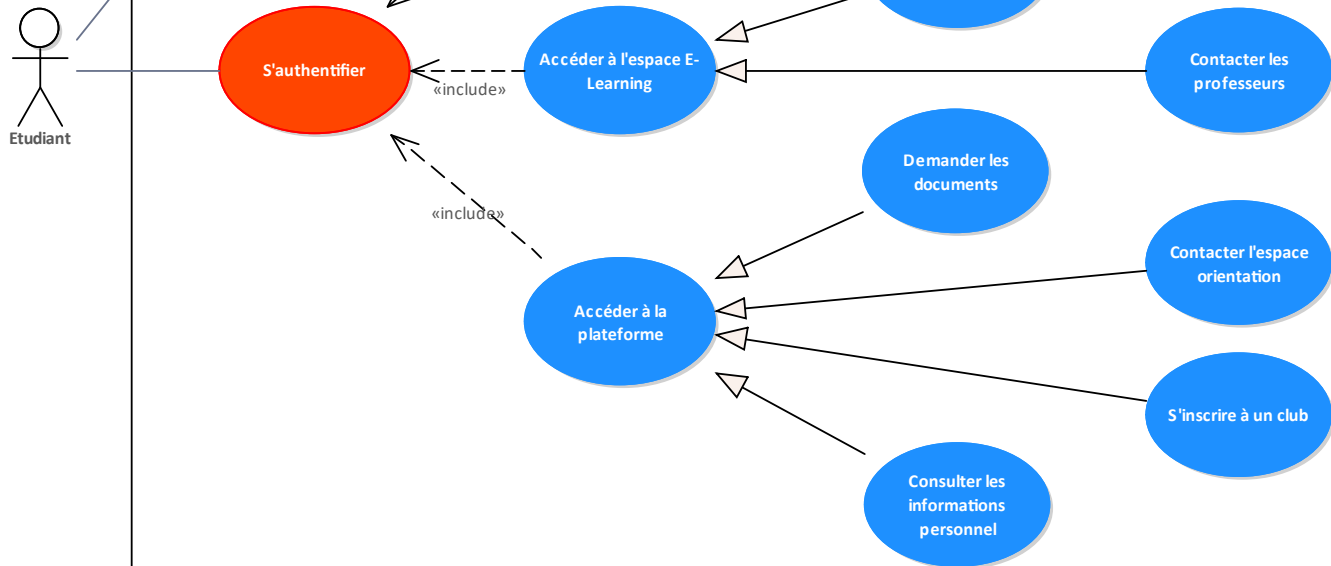 S'authentifier
Accéder à l'espace E-
Learning
«include»
Contacter les
professeurs
Etudiant
Demander les
documents
«include»
Contacter l'espace
orientation
Accéder à la
plateforme
S'inscrire à un club
Consulter les
informations
personnel